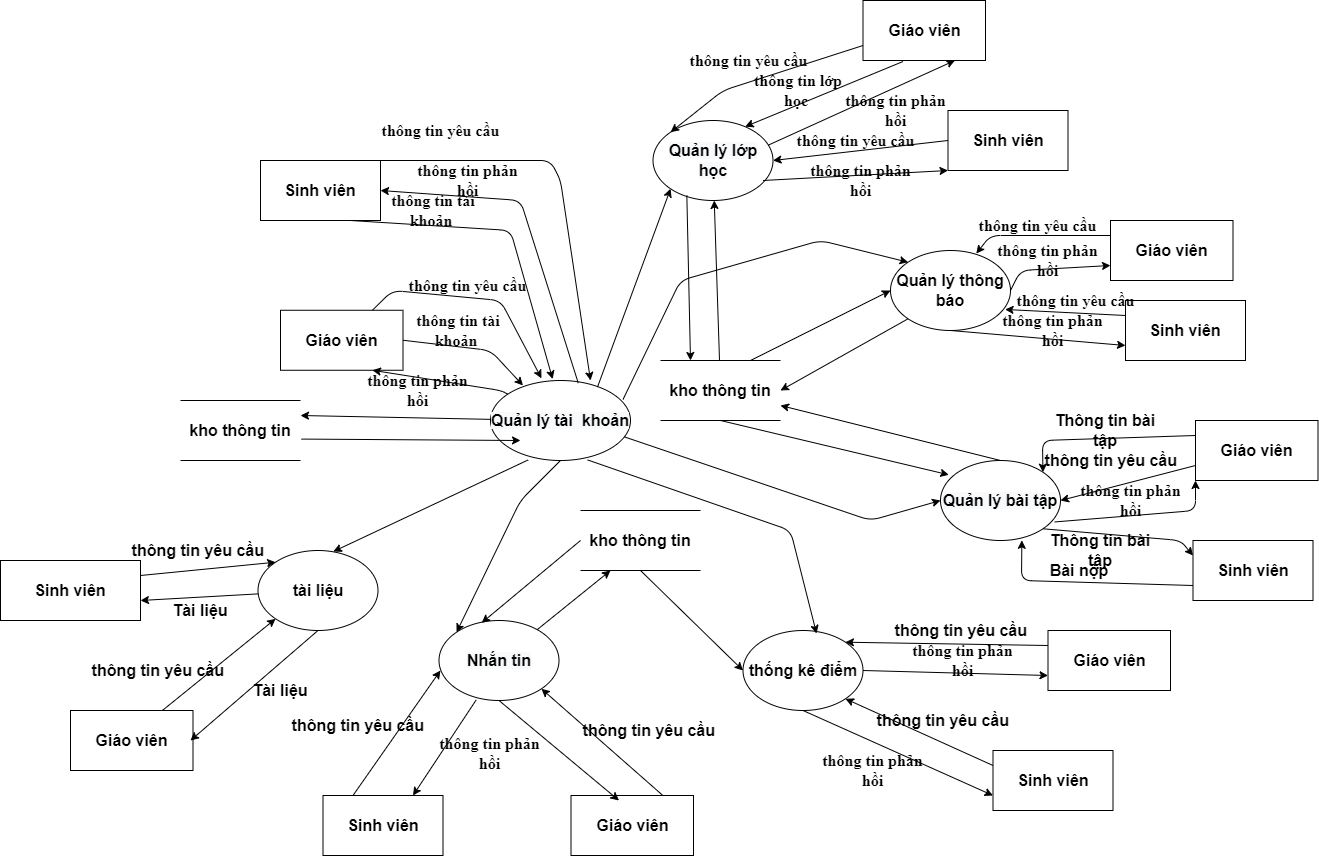 Giáo viên
thông tin yêu cầu
thông tin lớp
học
thông tin phản
hồi
Sinh viên
thông tin yêu cầu
thông tin phản
hồi
Quản lý lớp
học
thông tin yêu cầu
Sinh viên
thông tin phản
hồi
thông tin tài
khoản
thông tin yêu cầu
Giáo viên
thông tin tài
khoản
thông tin phản
hồi
kho thông tin
Quản lý tài khoản
thông tin yêu cầu
Giáo viên
thông tin phản
hồi
Quản lý thông
báo
thông tin yêu cầu
Sinh viên
thông tin phản
hồi
kho thông tin
Thông tin bài
tập
thông tin yêu cầu
Giáo viên
thông tin phản
hồi
Quản lý bài tập
Thông tin bài
tập
Bài nộp
Sinh viên
kho thông tin
thông tin yêu cầu
Sinh viên
Tài liệu
tài liệu
thông tin yêu cầu
Tài liệu
Giáo viên
Nhắn tin
thông tin yêu cầu
thông tin phản
hồi
thông tin yêu cầu
Sinh viên
Giáo viên
thống kê điểm
thông tin yêu cầu
thông tin phản
hồi
Giáo viên
thông tin yêu cầu
thông tin phản
hồi
Sinh viên